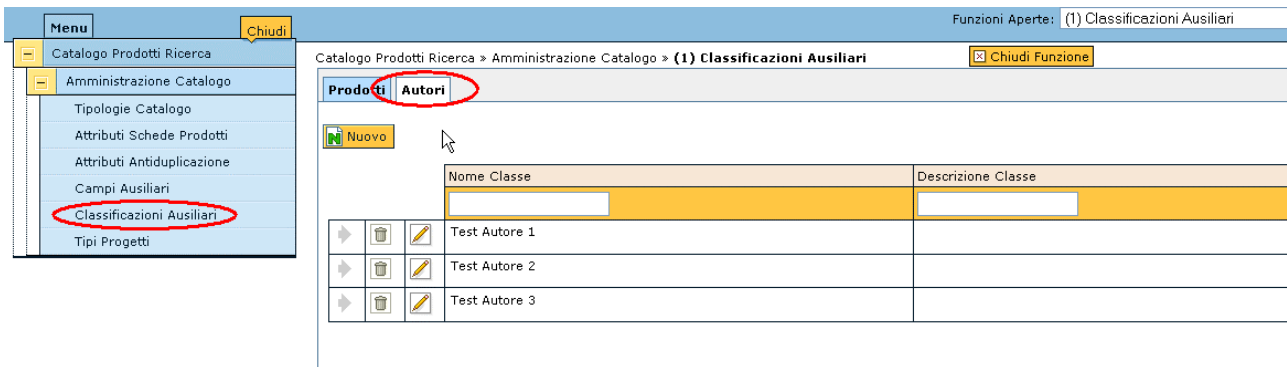 Menu
Chiudi
Catalogo Prodotti Ricerca
Amministrazione Catalogo
Tipologie Catalogo
Attributi Schede Prodotti
Attributi Antiduplicazione
Campi Ausiliari
Classificazioni Ausiliari
Tipi Progetti
Funzioni Aperte: (1) Classificazioni Ausiliari
Catalogo Prodotti Ricerca » Amministrazione Catalogo » (1) Classificazioni Ausiliari
Chiudi Funzione
Prodotti Autori
N Nuovo
Nome Classe Descrizione Classe
Test Autore 1
Test Autore 2
Test Autore 3